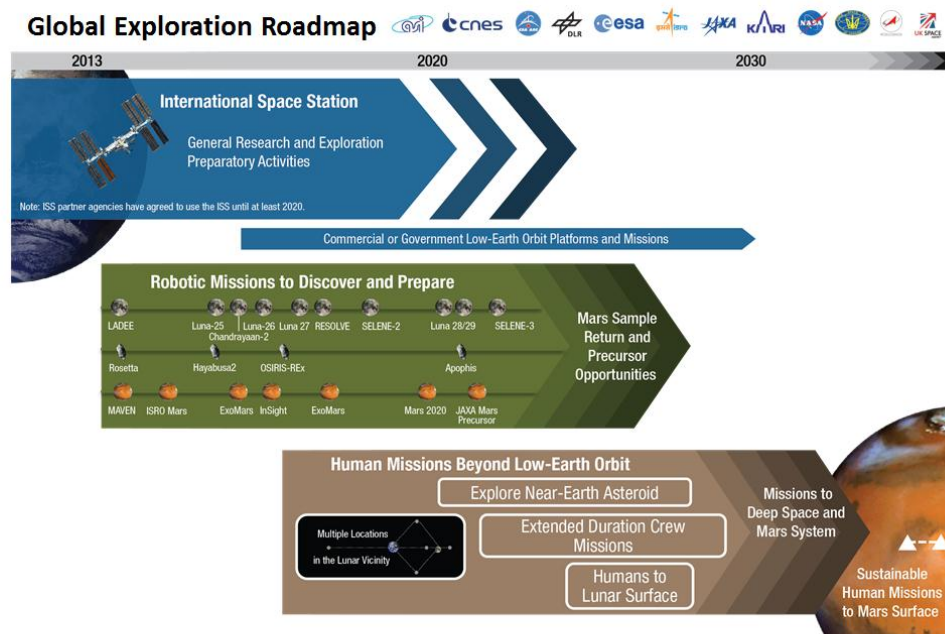 Global Exploration Roadmap
asi
cnes
DLR
esa
JAXA
KARI
NASA
UK SPACE
2013
2020
2030
International Space Station
General Research and Exploration
Preparatory Activities
Note: ISS partner agencies have agreed to use the ISS until at least 2020.
Commercial or Government Low-Earth Orbit Platforms and Missions
Robotic Missions to Discover and Prepare
LADEE
Luna-25
Chandrayaan-2
Luna-26
Luna 27
RESOLVE
SELENE-2
Luna 28/29
SELENE-3
Rosetta
Hayabusa2
OSIRIS-REx
Apophis
MAVEN
ISRO Mars
ExoMars
InSight
ExoMars
Mars 2020
JAXA Mars
Precursor
Mars Sample
Return and
Precursor
Opportunities
Human Missions Beyond Low-Earth Orbit
Explore Near-Earth Asteroid
Multiple Locations
in the Lunar Vicinity
Extended Duration Crew
Missions
Humans to
Lunar Surface
Missions to
Deep Space and
Mars System
Sustainable
Human Missions
to Mars Surface